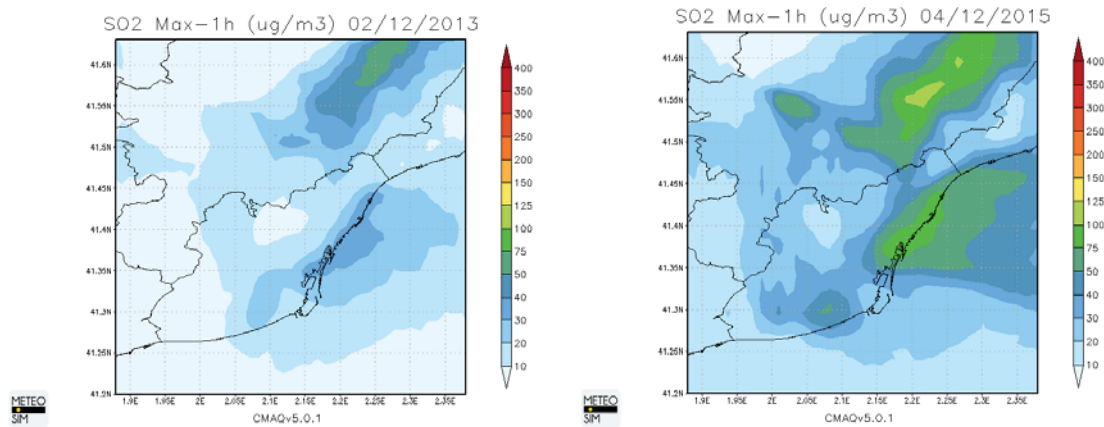 SO2 Max-1h (ug/m3) 02/12/2013
41.6N
41.55N
41.5N
41.45N
41.4N
41.35N
41.3N
41.25N
41.2N
1.9E 1.95E 2E 2.05E 2.1E 2.15E 2.2E 2.25E 2.3E 2.35E
400
350
300
250
200
150
125
100
75
50
40
30
20
10
METEO
SIM
CMAQv5.0.1
SO2 Max-1h (ug/m3) 04/12/2015
41.6N
41.55N
41.5N
41.45N
41.4N
41.35N
41.3N
41.25N
41.2N
1.9E 1.95E 2E 2.05E 2.1E 2.15E 2.2E 2.25E 2.3E 2.35E
400
350
300
250
200
150
125
100
75
50
40
30
20
10
METEO
SIM
CMAQv5.0.1